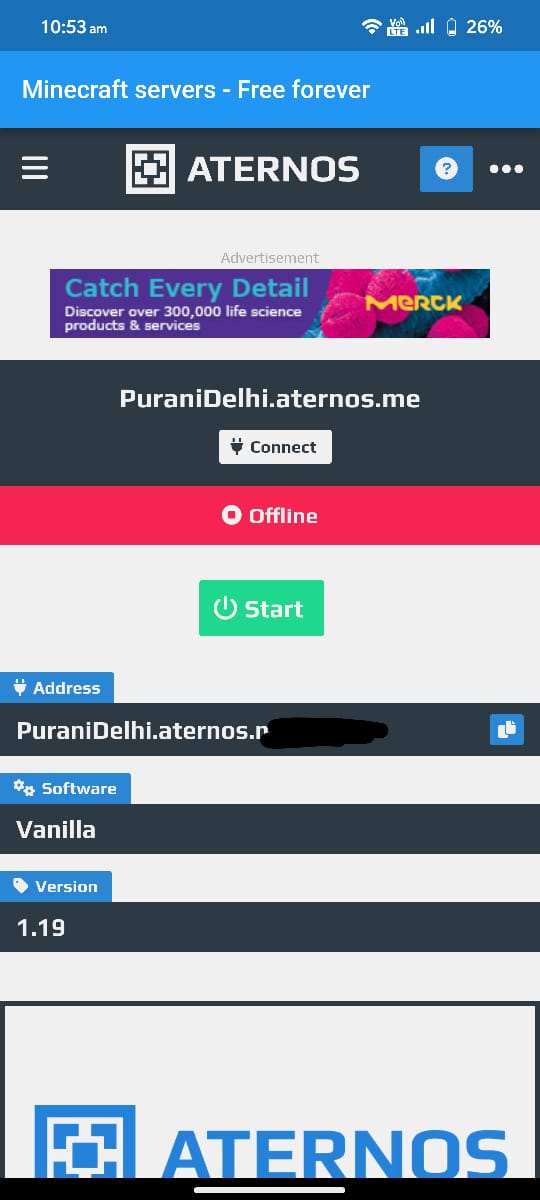 10:53 am
Vo)) LTE 26%
Minecraft servers - Free forever
ATERNOS ?
Advertisement
Catch Every Detail
Discover over 300,000 life science
products & services
MERCK
PuraniDelhi.aternos.me
Connect
Offline
Start
Address
PuraniDelhi.aternos.
Software
Vanilla
Version
1.19
ATERNOS